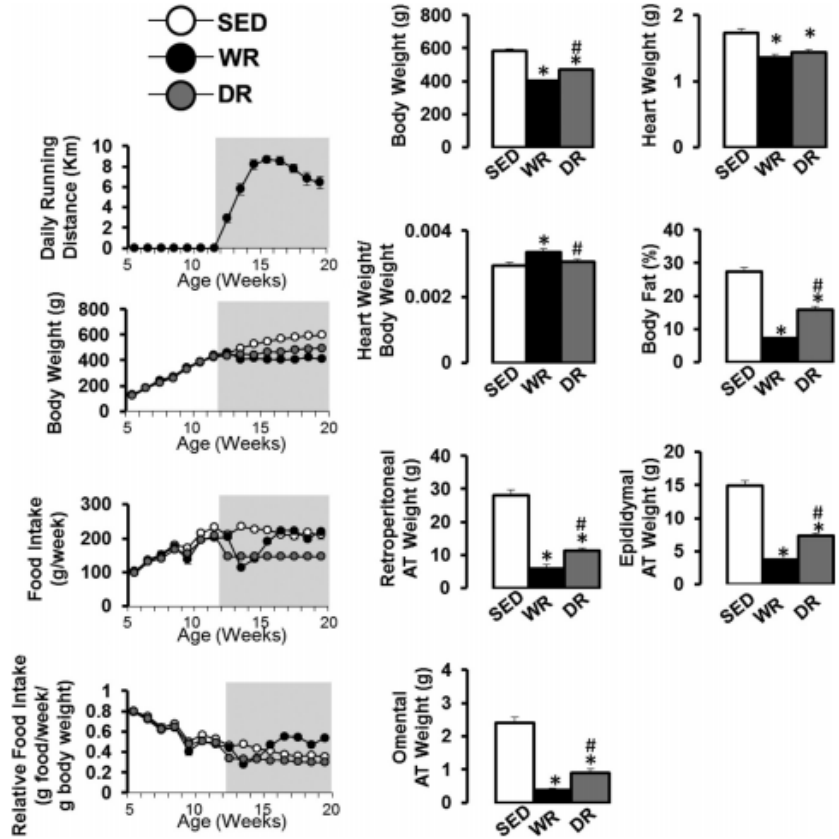 SED
WR
DR
Daily Running
Distance (Km)
10
8
6
4
2
0
5 10 15 20
Age (Weeks)
Body Weight (g)
800
600
400
200
0
5 10 15 20
Age (Weeks)
Food Intake
(g/week)
300
200
100
0
5 10 15 20
Age (Weeks)
Relative Food Intake
(g food/week/
g body weight)
1
0.8
0.6
0.4
0.2
0
5 10 15 20
Age (Weeks)
Body Weight (g)
800
600
400
200
0
*
#
*
SED WR DR
Heart Weight (g)
2
1
0
* *
SED WR DR
Heart Weight/
Body Weight
0.004
0.002
0
* #
SED WR DR
Body Fat (%)
40
30
20
10
0
*
#
*
SED WR DR
Retroperitoneal
AT Weight (g)
40
30
20
10
0
*
#
*
SED WR DR
Epididymal
AT Weight (g)
20
15
10
5
0
*
#
*
SED WR DR
Omental
AT Weight (g)
4
3
2
1
0
*
#
*
SED WR DR